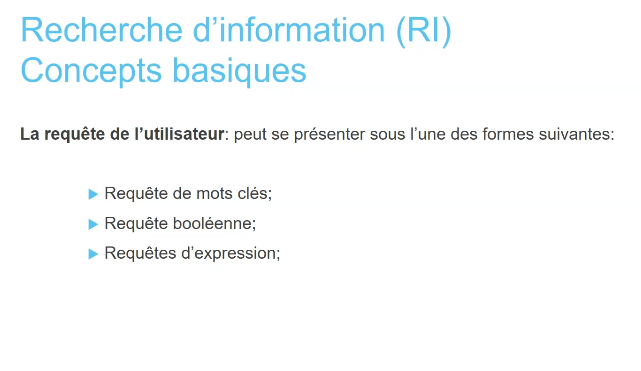 Recherche d’information (RI)
Concepts basiques
La requête de l’utilisateur: peut se présenter sous l’une des formes suivantes:
Requête de mots clés;
Requête booléenne;
Requêtes d’expression;